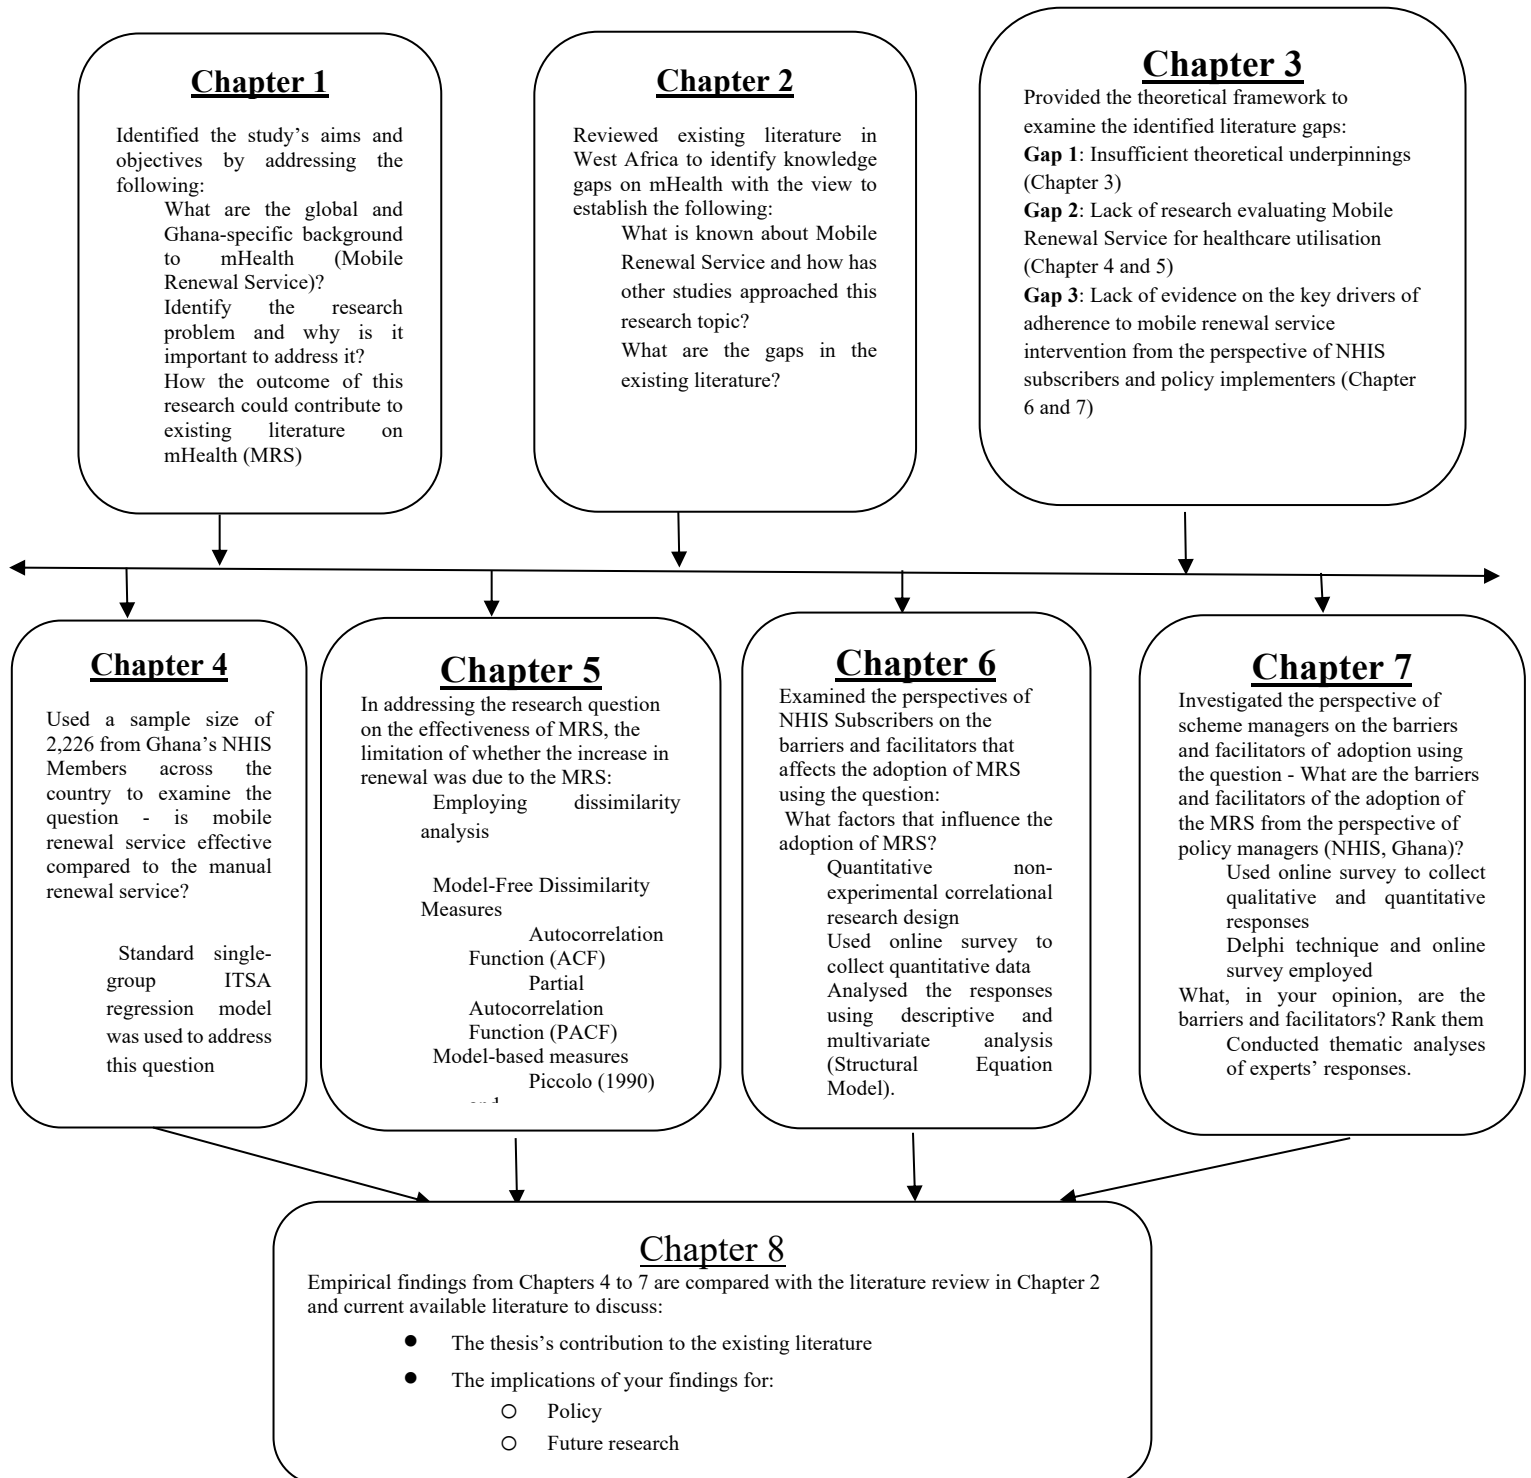 Chapter 1
Identified the study’s aims and
objectives by addressing the
following:
What are the global and
Ghana-specific background
to mHealth (Mobile
Renewal Service)?
Identify the research
problem and why is it
important to address it?
How the outcome of this
research could contribute to
existing literature on
mHealth (MRS)
Chapter 2
Reviewed existing literature in
West Africa to identify knowledge
gaps on mHealth with the view to
establish the following:
What is known about Mobile
Renewal Service and how has
other studies approached this
research topic?
What are the gaps in the
existing literature?
Chapter 3
Provided the theoretical framework to
examine the identified literature gaps:
Gap 1: Insufficient theoretical underpinnings
(Chapter 3)
Gap 2: Lack of research evaluating Mobile
Renewal Service for healthcare utilisation
(Chapter 4 and 5)
Gap 3: Lack of evidence on the key drivers of
adherence to mobile renewal service
intervention from the perspective of NHIS
subscribers and policy implementers (Chapter
6 and 7)
Chapter 4
Used a sample size of
2,226 from Ghana’s NHIS
Members across the
country to examine the
question - is mobile
renewal service effective
compared to the manual
renewal service?
Standard single-
group ITSA
regression model
was used to address
this question
Chapter 5
In addressing the research question
on the effectiveness of MRS, the
limitation of whether the increase in
renewal was due to the MRS:
Employing dissimilarity
analysis
Model-Free Dissimilarity
Measures
Autocorrelation
Function (ACF)
Partial
Autocorrelation
Function (PACF)
Model-based measures
Piccolo (1990)
Chapter 6
Examined the perspectives of
NHIS Subscribers on the
barriers and facilitators that
affects the adoption of MRS
using the question:
What factors that influence the
adoption of MRS?
Quantitative non-
experimental correlational
research design
Used online survey to
collect quantitative data
Analysed the responses
using descriptive and
multivariate analysis
(Structural Equation
Model).
Chapter 7
Investigated the perspective of
scheme managers on the barriers
and facilitators of adoption using
the question - What are the barriers
and facilitators of the adoption of
the MRS from the perspective of
policy managers (NHIS, Ghana)?
Used online survey to collect
qualitative and quantitative
responses
Delphi technique and online
survey employed
What, in your opinion, are the
barriers and facilitators? Rank them
Conducted thematic analyses
of experts’ responses.
Chapter 8
Empirical findings from Chapters 4 to 7 are compared with the literature review in Chapter 2
and current available literature to discuss:
● The thesis’s contribution to the existing literature
● The implications of your findings for:
○ Policy
○ Future research